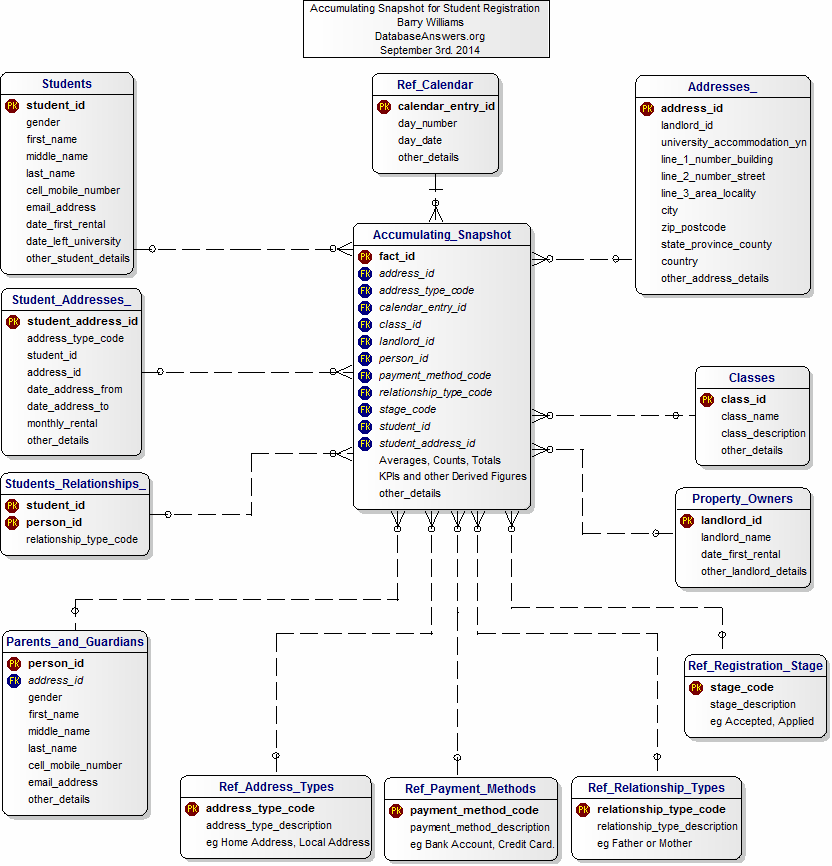 Accumulating Snapshot for Student Registration
Barry Williams
DatabaseAnswers.org
September 3rd. 2014
Students
Pk student_id
gender
first_name
middle_name
last_name
cell_mobile_number
email_address
date_first_rental
date_left_university
other_student_details
Ref_Calendar
Pk calendar_entry_id
day_number
day_date
other_details
Addresses_
Pk address_id
landlord_id
university_accommodation_yn
line_1_number_building
line_2_number_street
line_3_area_locality
city
zip_postcode
state_province_county
country
other_address_details
Accumulating_Snapshot
Pk fact_id
Fk address_id
Fk address_type_code
Fk calendar_entry_id
Fk class_id
Fk landlord_id
Fk person_id
Fk payment_method_code
Fk relationship_type_code
Fk stage_code
Fk student_id
Fk student_address_id
Averages, Counts, Totals
KPIs and other Derived Figures
other_details
Student_Addresses_
Pk student_address_id
address_type_code
student_id
address_id
date_address_from
date_address_to
monthly_rental
other_details
Classes
Pk class_id
class_name
class_description
other_details
Students_Relationships_
Pk student_id
Pk person_id
relationship_type_code
Property_Owners
Pk landlord_id
landlord_name
date_first_rental
other_landlord_details
Parents_and_Guardians
Pk person_id
Fk address_id
gender
first_name
middle_name
last_name
cell_mobile_number
email_address
other_details
Ref_Registration_Stage
Pk stage_code
stage_description
eg Accepted, Applied
Ref_Address_Types
Pk address_type_code
address_type_description
eg Home Address, Local Address
Ref_Payment_Methods
Pk payment_method_code
payment_method_description
eg Bank Account, Credit Card.
Ref_Relationship_Types
Pk relationship_type_code
relationship_type_description
eg Father or Mother